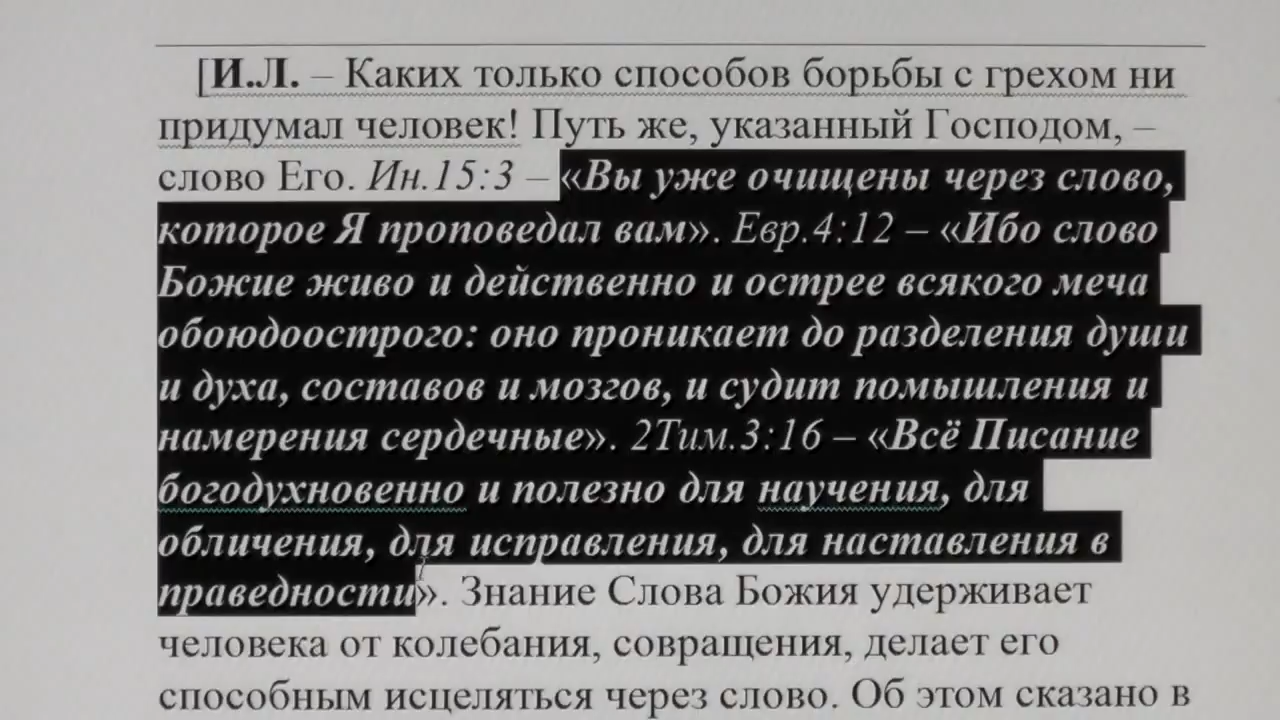 [И.Л. – Каких только способов борьбы с грехом ни
придумал человек! Путь же, указанный Господом, –
слово Его. Ин.15:3 – «Вы уже очищены через слово,
которое Я проповедал вам». Евр.4:12 – «Ибо слово
Божие живо и действенно и острее всякого меча
обоюдоострого: оно проникает до разделения души
и духа, составов и мозгов, и судит помышления и
намерения сердечные». 2Тим.3:16 – «Всё Писание
богодухновенно и полезно для научения, для
обличения, для исправления, для наставления в
праведности». Знание Слова Божия удерживает
человека от колебания, совращения, делает его
способным исцеляться через слово. Об этом сказано в